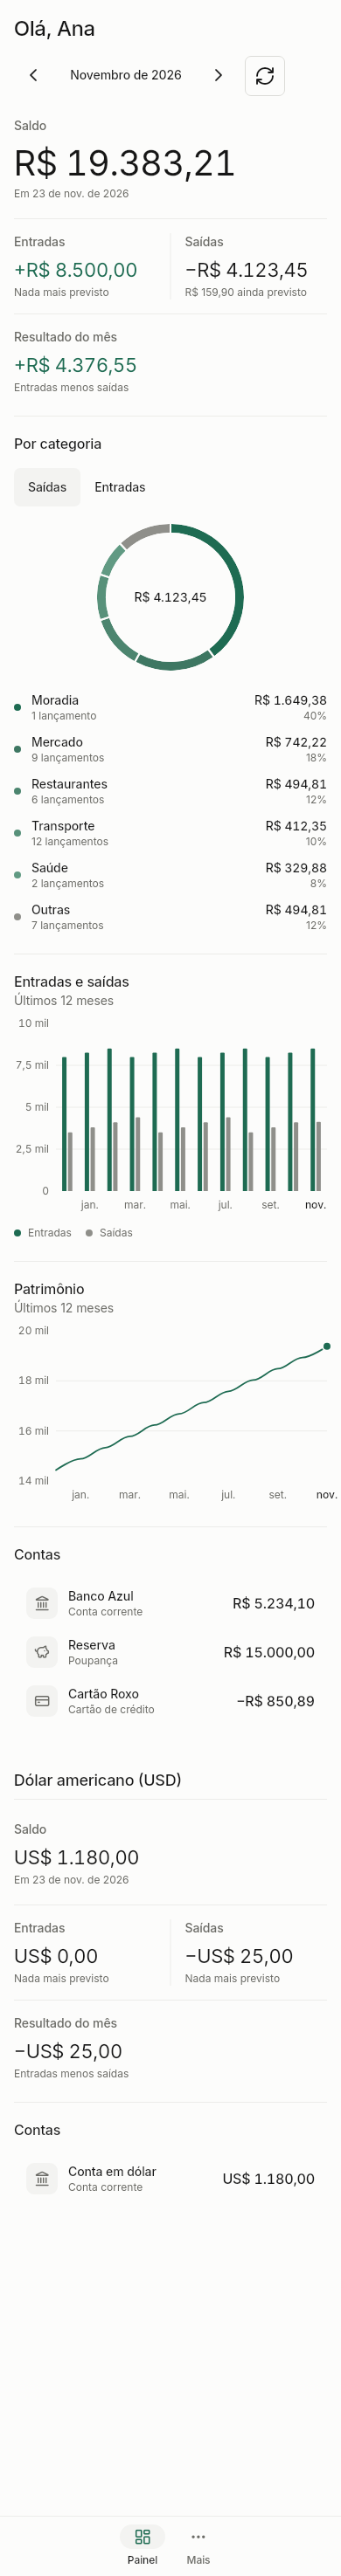 Olá, Ana
Novembro de 2026
Saldo
R$ 19.383,21
Em 23 de nov. de 2026
Entradas
+R$ 8.500,00
Nada mais previsto
Saídas
−R$ 4.123,45
R$ 159,90 ainda previsto
Resultado do mês
+R$ 4.376,55
Entradas menos saídas
Por categoria
Saídas
Entradas
R$ 4.123,45
Moradia R$ 1.649,38
1 lançamento 40%
Mercado R$ 742,22
9 lançamentos 18%
Restaurantes R$ 494,81
6 lançamentos 12%
Transporte R$ 412,35
12 lançamentos 10%
Saúde R$ 329,88
2 lançamentos 8%
Outras R$ 494,81
7 lançamentos 12%
Entradas e saídas
Últimos 12 meses
10 mil
7,5 mil
5 mil
2,5 mil
0
jan. mar. mai. jul. set. nov.
Entradas Saídas
Patrimônio
Últimos 12 meses
20 mil
18 mil
16 mil
14 mil
jan. mar. mai. jul. set. nov.
Contas
Banco Azul
Conta corrente
R$ 5.234,10
Reserva
Poupança
R$ 15.000,00
Cartão Roxo
Cartão de crédito
−R$ 850,89
Dólar americano (USD)
Saldo
US$ 1.180,00
Em 23 de nov. de 2026
Entradas
US$ 0,00
Nada mais previsto
Saídas
−US$ 25,00
Nada mais previsto
Resultado do mês
−US$ 25,00
Entradas menos saídas
Contas
Conta em dólar
Conta corrente
US$ 1.180,00
Painel Mais